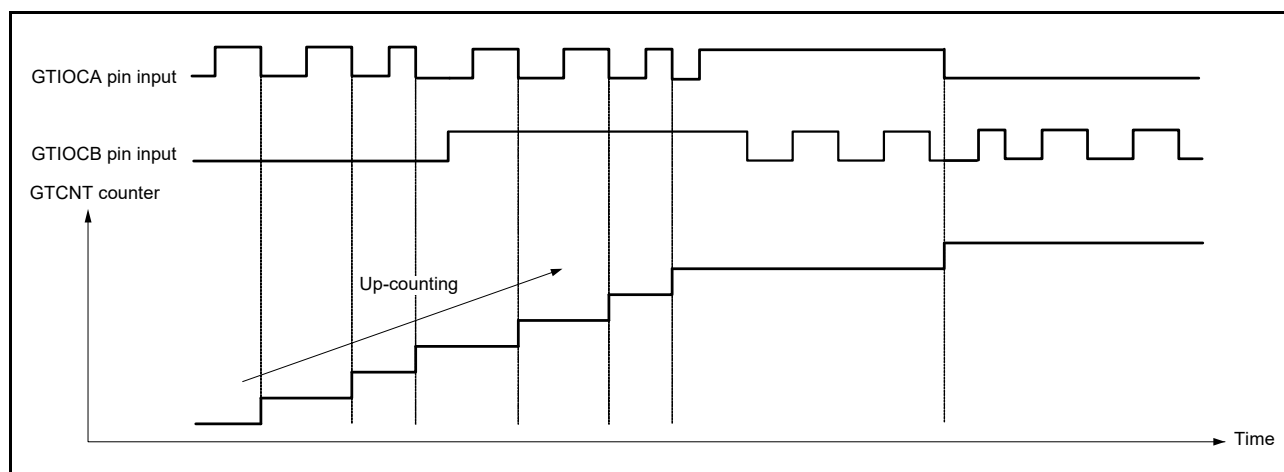 GTIOCA pin input
GTIOCB pin input
GTCNT counter
Up-counting
Time